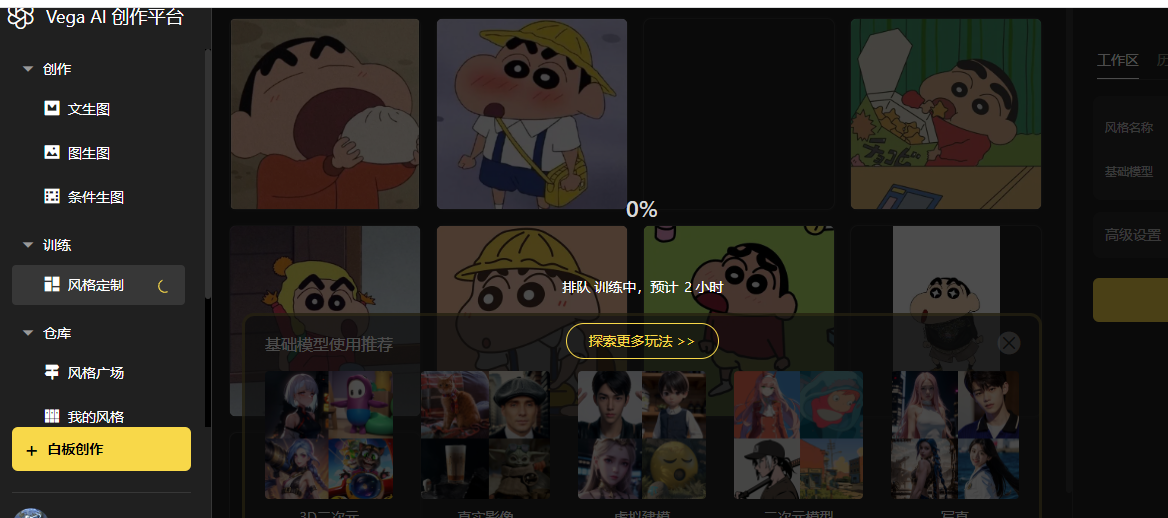 Vega AI 创作平台
创作
文生图
图生图
条件生图
训练
风格定制
仓库
风格广场
我的风格
+ 白板创作
0%
排队 训练中，预计 2 小时
探索更多玩法 >>
基础模型使用推荐
3D二次元
真实影像
虚拟建模
二次元模型
写真
工作区
历
风格名称
基础模型
高级设置